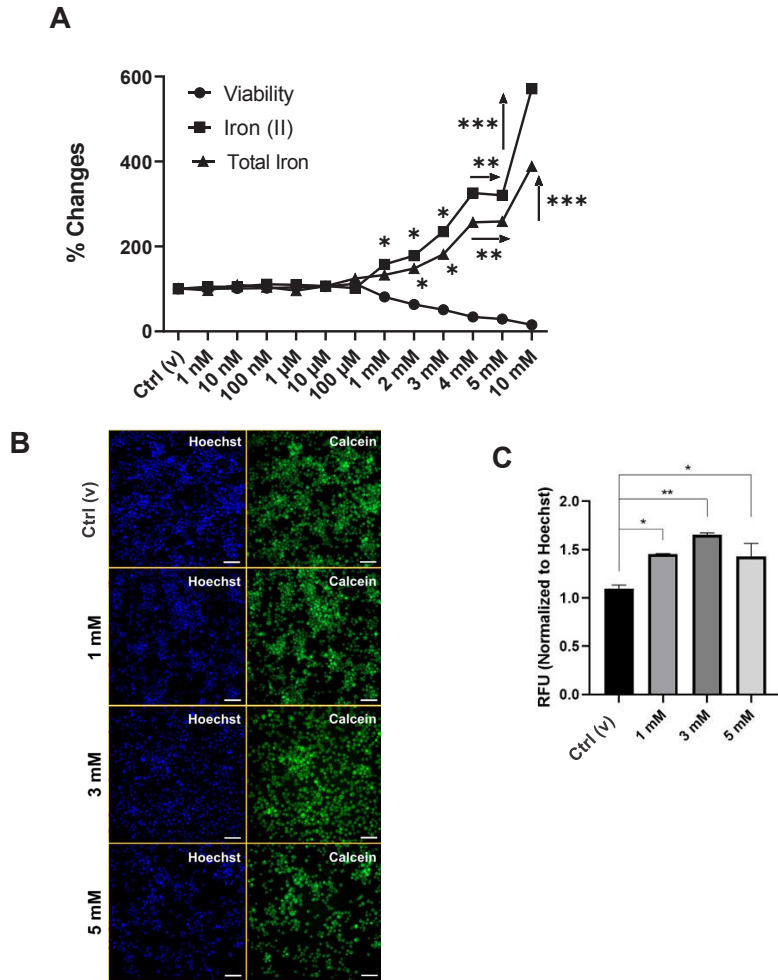 A
600
400
200
0
% Changes
Viability
Iron (II)
Total Iron
*
*
*
*
*
**
**
***
***
Ctrl (v)
1 nM
10 nM
100 nM
1 µM
10 µM
100 µM
1 mM
2 mM
3 mM
4 mM
5 mM
10 mM
B
Ctrl (v)
Hoechst
Calcein
1 mM
Hoechst
Calcein
3 mM
Hoechst
Calcein
5 mM
Hoechst
Calcein
C
RFU (Normalized to Hoechst)
2.0
1.5
1.0
0.5
0.0
*
**
*
Ctrl (v)
1 mM
3 mM
5 mM